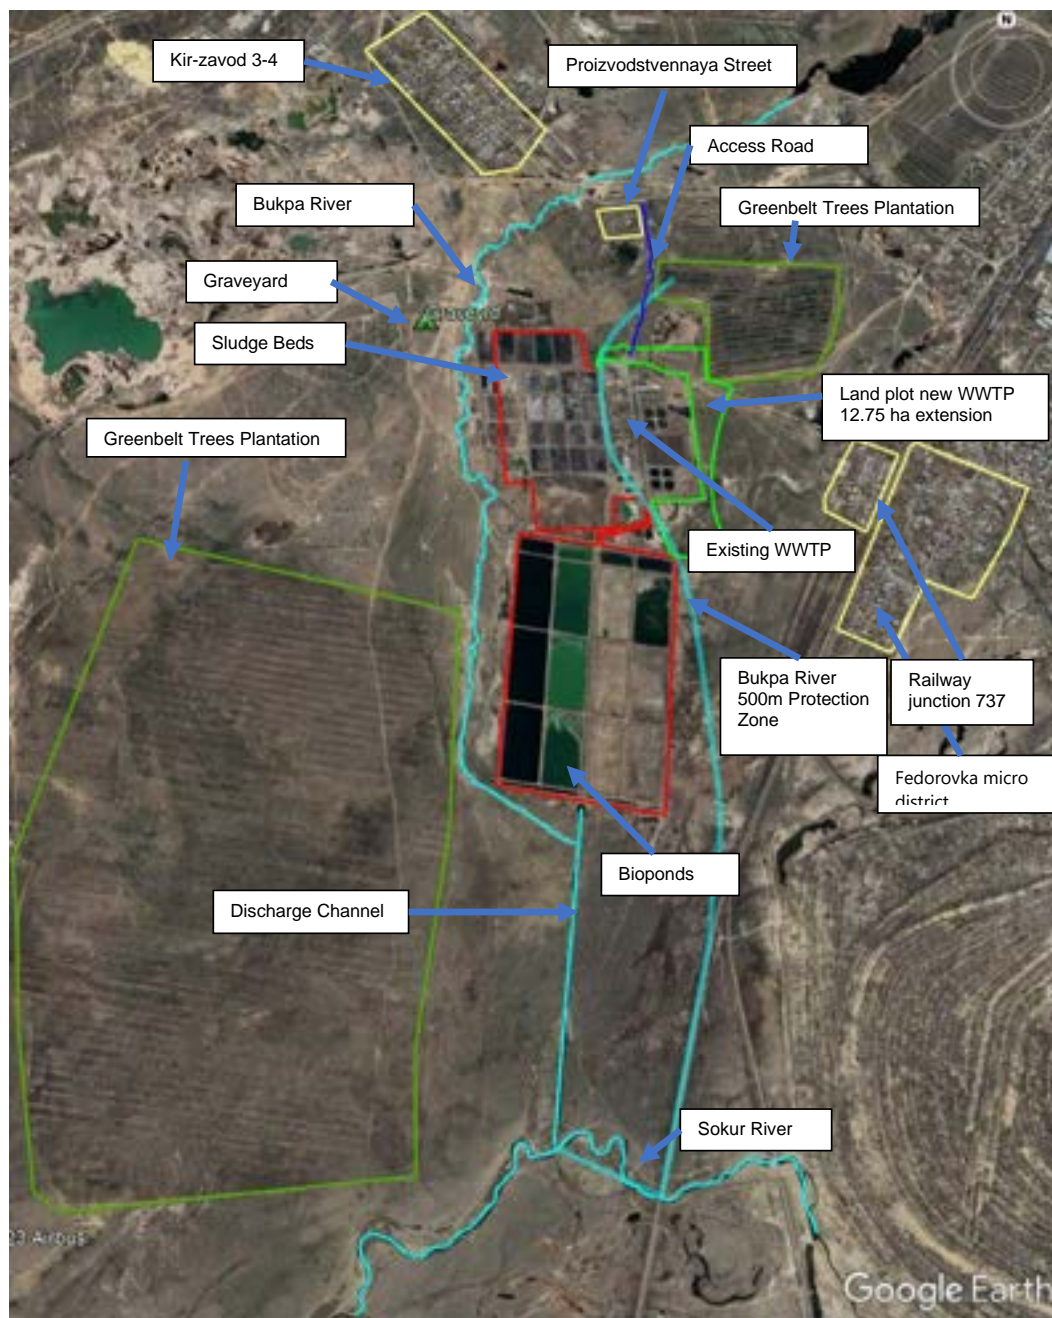 N
Kir-zavod 3-4
Proizvodstvennaya Street
Access Road
Bukpa River
Greenbelt Trees Plantation
Graveyard
Graveyard
Sludge Beds
Land plot new WWTP
12.75 ha extension
Greenbelt Trees Plantation
Existing WWTP
Bukpa River
500m Protection
Zone
Railway
junction 737
Fedorovka micro
district
Bioponds
Discharge Channel
Sokur River
23 Airbus
Google Earth